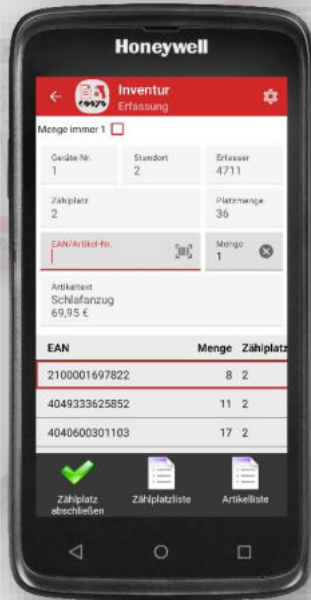 Honeywell
Inventur
Erfassung
Menge immer 1
Geräte Nr. Standort Erfasser
1 2 4711
Zählplatz Platzmenge
2 36
EAN/Artikel-Nr. Menge
1
Artikeltext
Schlafanzug
69,95 €
EAN Menge Zählplatz
2100001697822 8 2
4049333625852 11 2
4040600301103 17 2
Zählplatz Zählplatzliste Artikelliste
abschließen